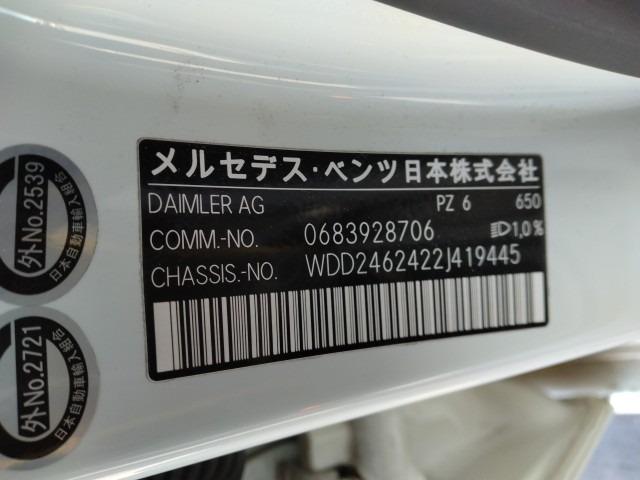 メルセデス・ベンツ日本株式会社
DAIMLER AG PZ 6 650
COMM.-NO. 0683928706 1,0%
CHASSIS.-NO. WDD2462422J419445
外No.2539
日本自動車輸入組合
外No.2721
日本自動車輸入組合